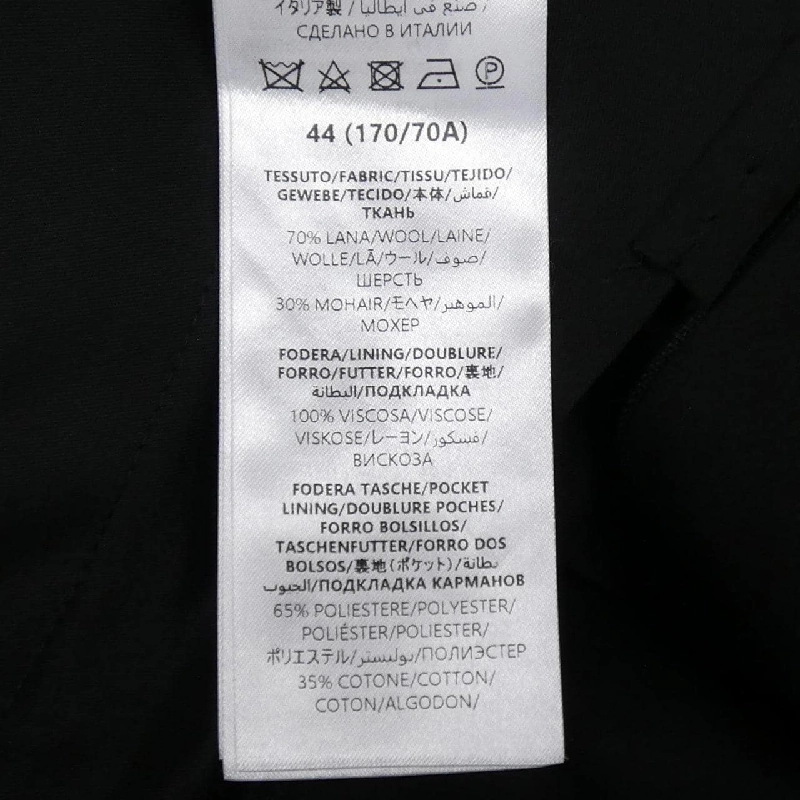 イタリア製 / صنع في ايطاليا /
СДЕЛАНО В ИТАЛИИ
P
44 (170/70A)
TESSUTO/FABRIC/TISSU/TEJIDO/
GEWEBE/TECIDO/本体/قماش/
ТКАНЬ
70% LANA/WOOL/LAINE/
WOLLE/LÃ/ウール/صوف/
ШЕРСТЬ
30% MOHAIR/モヘヤ/الموهير/
МОХЕР
FODERA/LINING/DOUBLURE/
FORRO/FUTTER/FORRO/裏地/
البطانة/ПОДКЛАДКА
100% VISCOSA/VISCOSE/
VISKOSE/レーヨン/فسكوز/
ВИСКОЗА
FODERA TASCHE/POCKET
LINING/DOUBLURE POCHES/
FORRO BOLSILLOS/
TASCHENFUTTER/FORRO DOS
BOLSOS/裏地(ポケット)/بطانة
الجيوب/ПОДКЛАДКА КАРМАНОВ
65% POLIESTERE/POLYESTER/
POLIÉSTER/POLIESTER/
ポリエステル/بوليستر/ПОЛИЭСТЕР
35% COTONE/COTTON/
COTON/ALGODON/